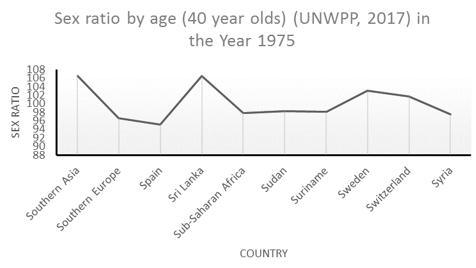 Sex ratio by age (40 year olds) (UNWPP, 2017) in
the Year 1975
SEX RATIO
108
106
104
102
100
98
96
94
92
90
88
Southern Asia
Southern Europe
Spain
Sri Lanka
Sub-Saharan Africa
Sudan
Suriname
Sweden
Switzerland
Syria
COUNTRY